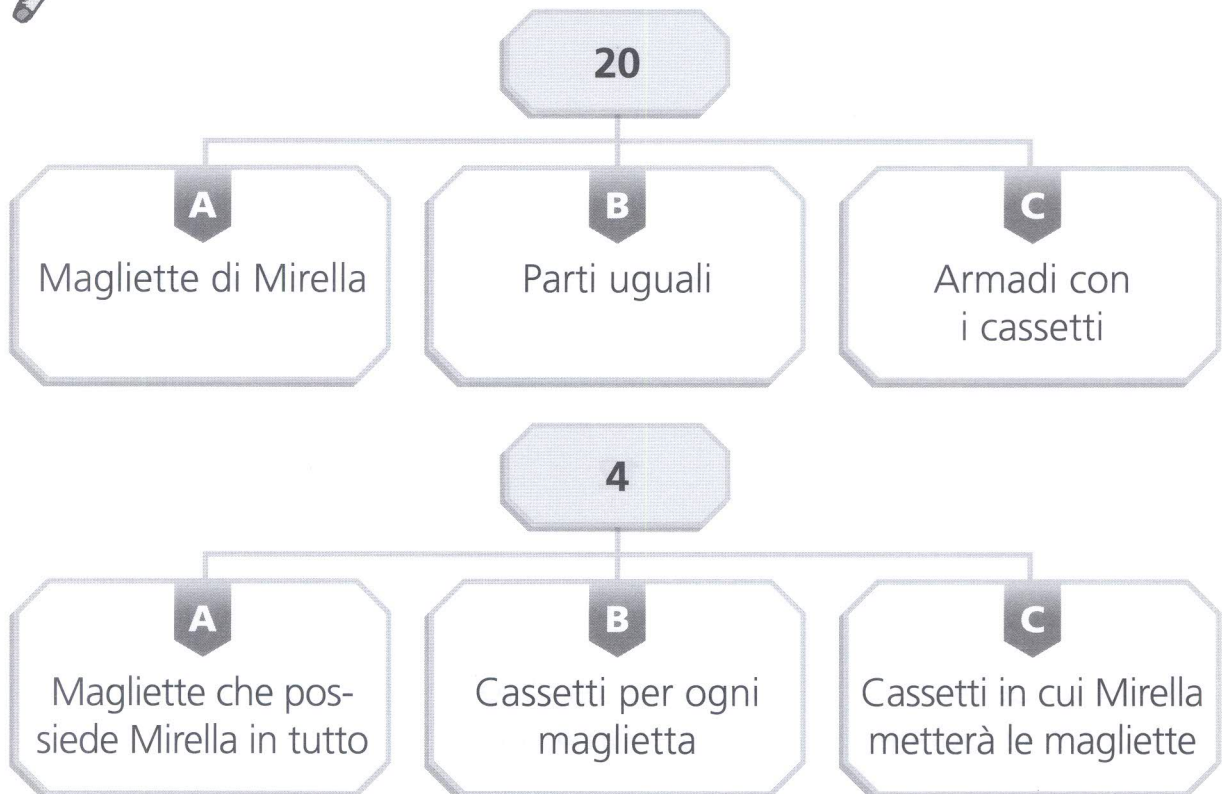 20
A
Magliette di Mirella
B
Parti uguali
C
Armadi con
i cassetti
4
A
Magliette che pos-
siede Mirella in tutto
B
Cassetti per ogni
maglietta
C
Cassetti in cui Mirella
metterà le magliette